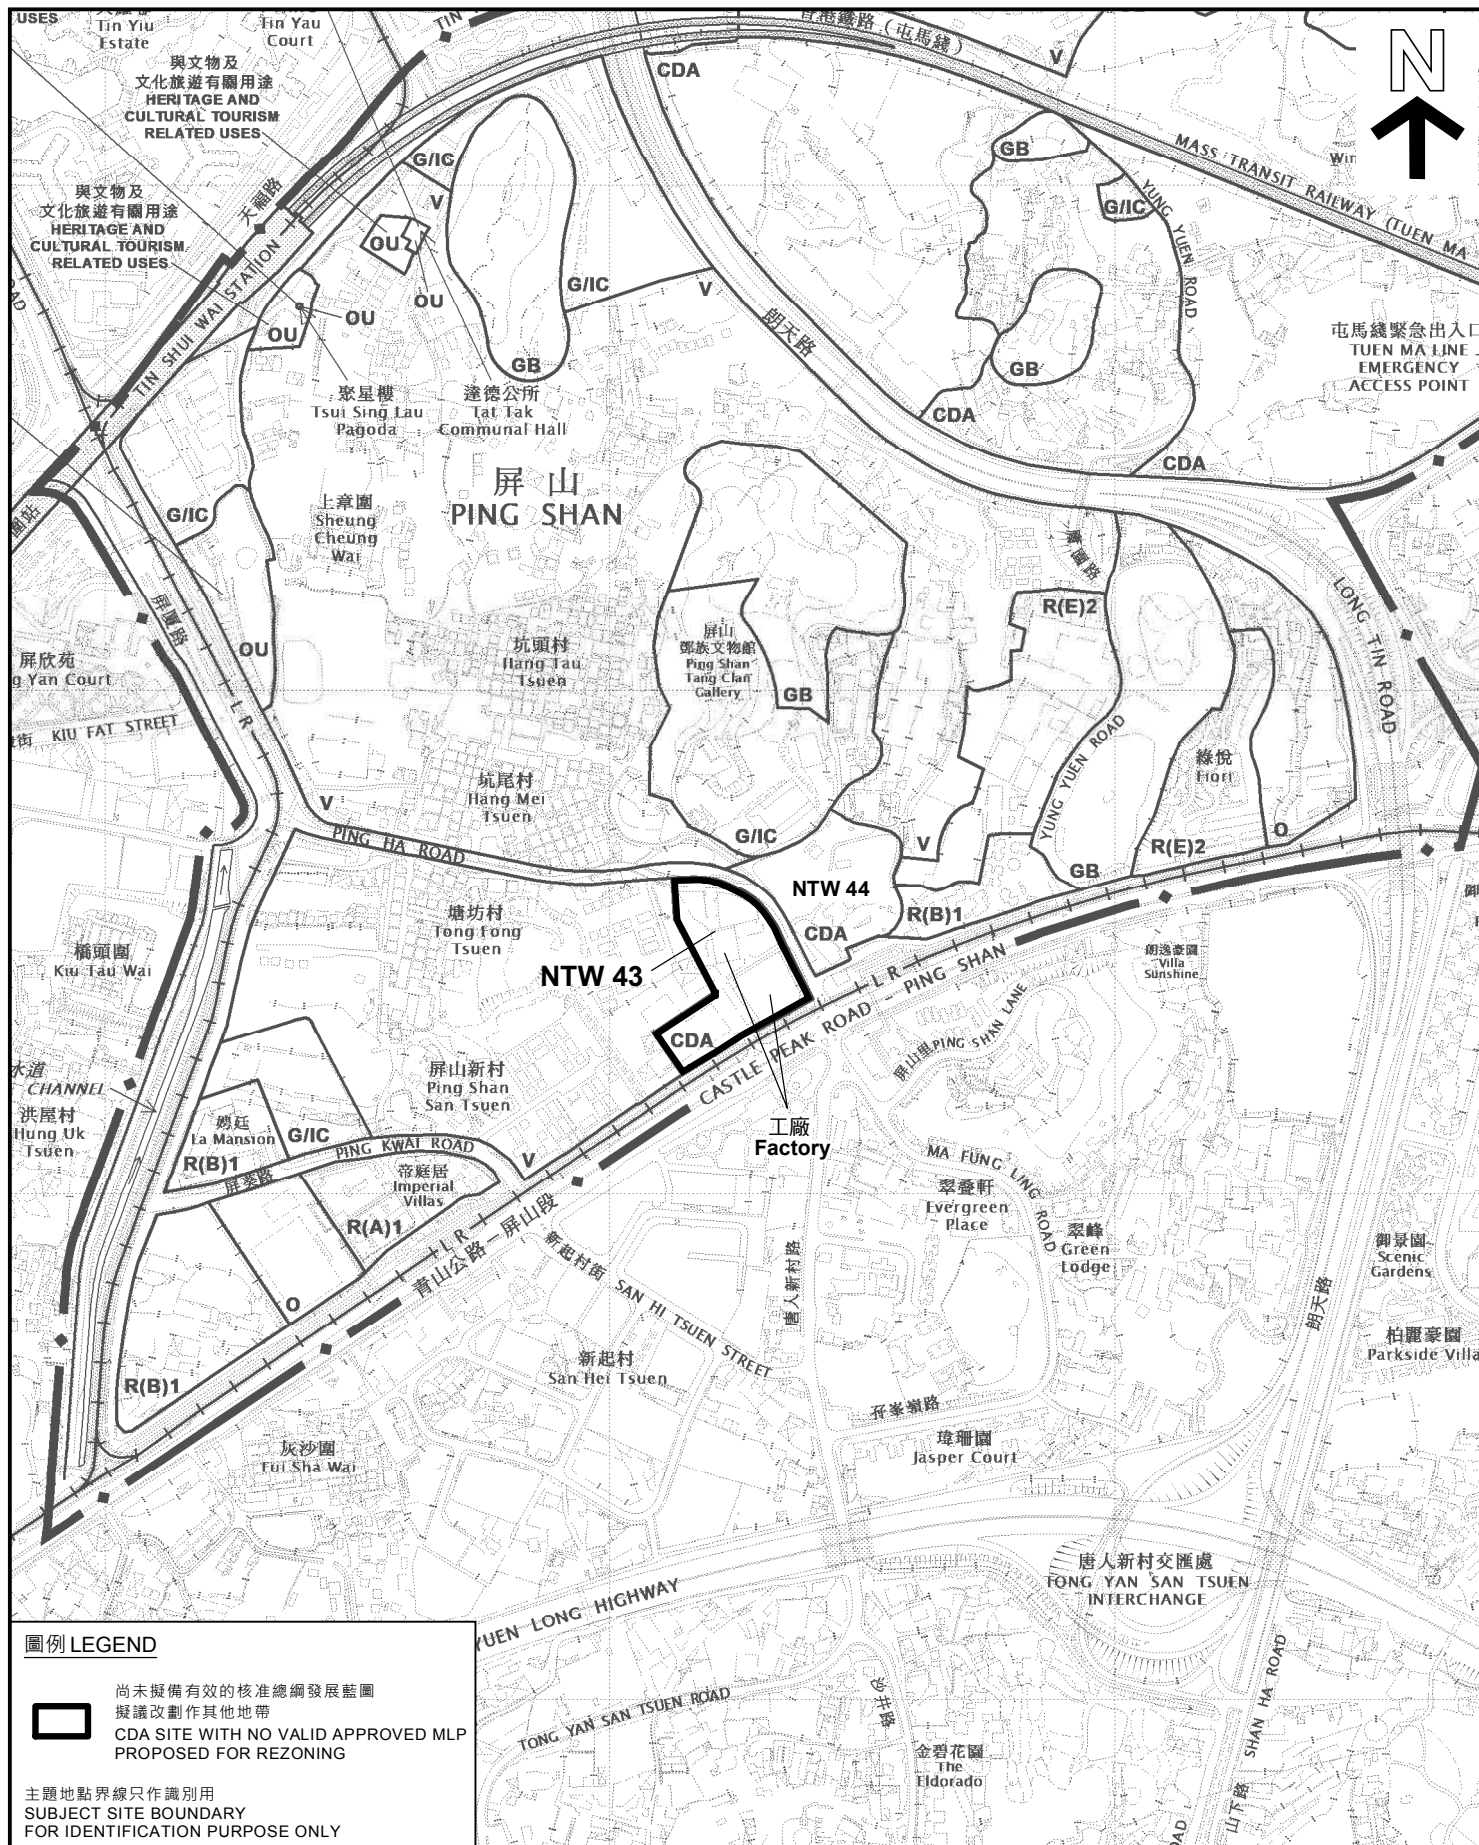 USES
Tin Yiu
Estate
Tin Yau
Court
與文物及
文化旅遊有關用途
HERITAGE AND
CULTURAL TOURISM
RELATED USES
與文物及
文化旅遊有關用途
HERITAGE AND
CULTURAL TOURISM
RELATED USES
天福路
TIN SHUI WAI STATION
CDA
V
N
G/IC
V
OU
OU
OU
OU
G/IC
V
GB
GB
G/IC
YUNG YUEN ROAD
MASS TRANSIT RAILWAY (TUEN MA
屯馬綫緊急出入口
TUEN MA LINE
EMERGENCY
ACCESS POINT
朗天路
GB
CDA
CDA
聚星樓
Tsui Sing Lau
Pagoda
達德公所
Tat Tak
Communal Hall
屏山
PING SHAN
上章圍
Sheung
Cheung
Wai
G/IC
屏廈路
OU
屏欣苑
g Yan Court
KIU FAT STREET
L R
坑頭村
Hang Tau
Tsuen
屏山
鄧族文物館
Ping Shan
Tang Clan
Gallery
GB
R(E)2
LONG TIN ROAD
YUNG YUEN ROAD
綠悅
Fiori
坑尾村
Hang Mei
Tsuen
V
PING HA ROAD
G/IC
V
O
R(E)2
GB
NTW 44
CDA
R(B)1
塘坊村
Tong Fong
Tsuen
NTW 43
CDA
L R
CASTLE PEAK ROAD - PING SHAN
朗逸豪園
Villa
Sunshine
屏山里 PING SHAN LANE
橋頭圍
Kiu Tau Wai
水道
CHANNEL
洪屋村
Hung Uk
Tsuen
屏山新村
Ping Shan
San Tsuen
工廠
Factory
La Mansion
G/IC
R(B)1
PING KWAI ROAD
屏葵路
帝庭居
Imperial
Villas
V
R(A)1
L R
青山公路－屏山段
O
R(B)1
MA FUNG LING ROAD
翠疊軒
Evergreen
Place
翠峰
Green
Lodge
御景園
Scenic
Gardens
朗天路
柏麗豪園
Parkside Villa
新起村街 SAN HI TSUEN STREET
唐人新村路
新起村
San Hei Tsuen
灰沙圍
Fui Sha Wai
孖峯嶺路
瑋珊園
Jasper Court
唐人新村交匯處
TONG YAN SAN TSUEN
INTERCHANGE
YUEN LONG HIGHWAY
TONG YAN SAN TSUEN ROAD
沙井路
金碧花園
The
Eldorado
山下路 SHAN HA ROAD
圖例 LEGEND
尚未擬備有效的核准總綱發展藍圖
擬議改劃作其他地帶
CDA SITE WITH NO VALID APPROVED MLP
PROPOSED FOR REZONING
主題地點界線只作識別用
SUBJECT SITE BOUNDARY
FOR IDENTIFICATION PURPOSE ONLY